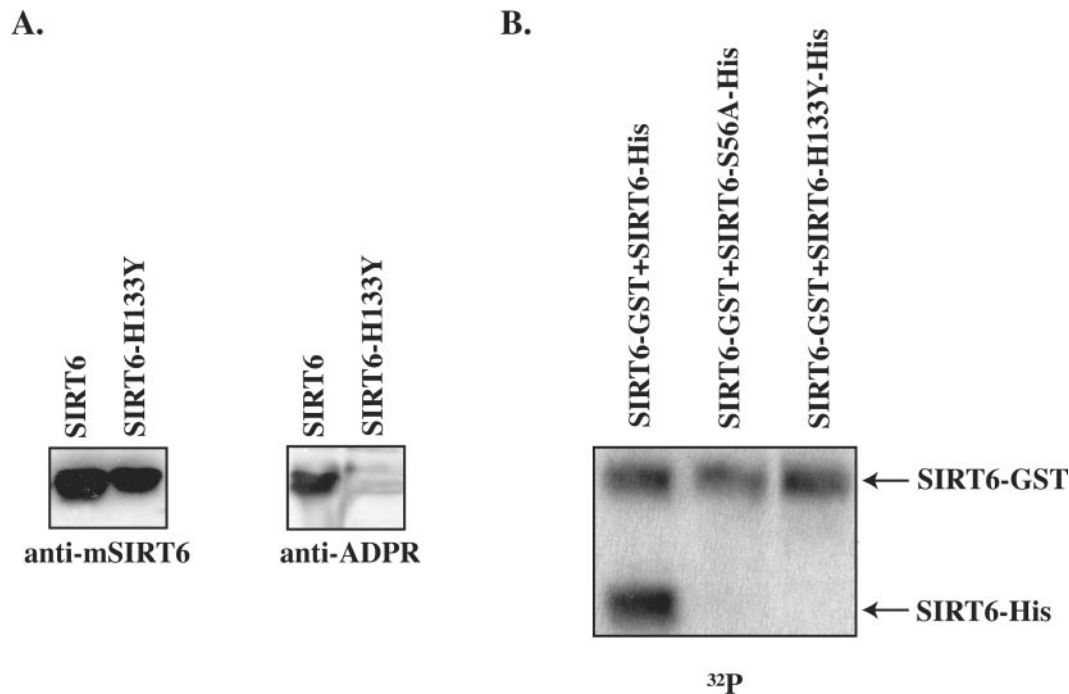 A.
SIRT6
SIRT6-H133Y
anti-mSIRT6
SIRT6
SIRT6-H133Y
anti-ADPR
B.
SIRT6-GST+SIRT6-His
SIRT6-GST+SIRT6-S56A-His
SIRT6-GST+SIRT6-H133Y-His
SIRT6-GST
SIRT6-His
³²P